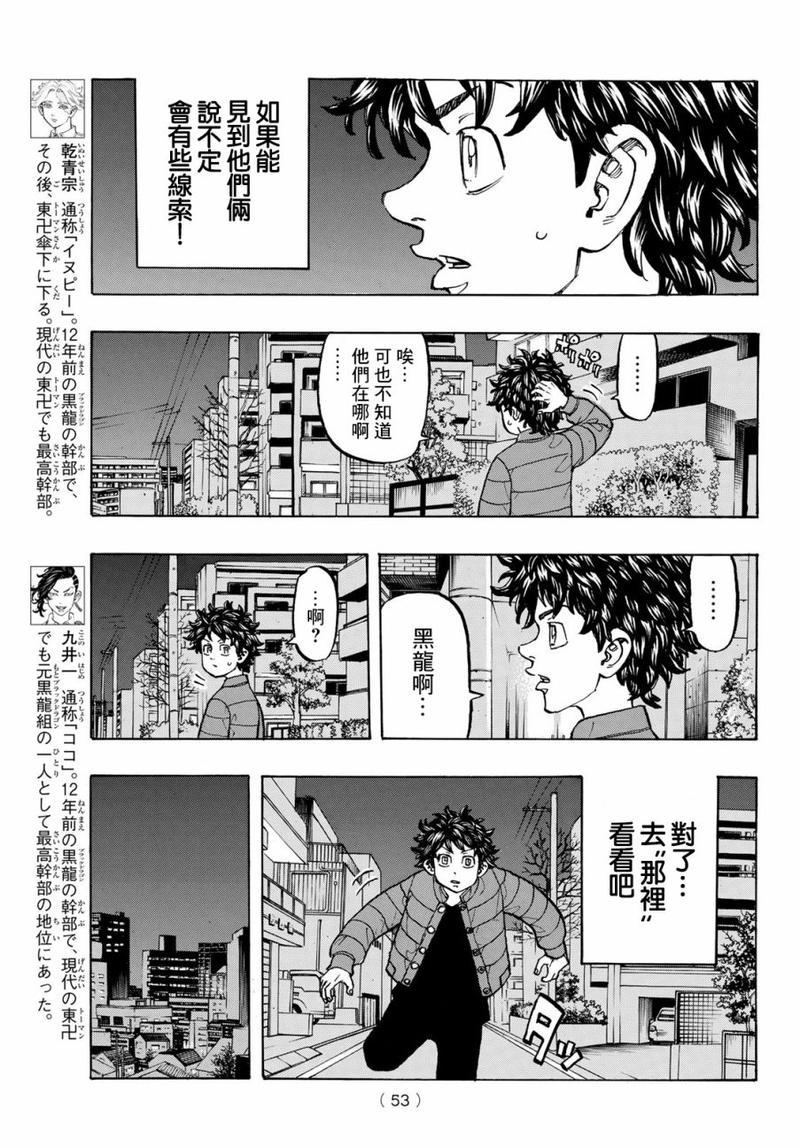 如果能
見到他們倆
說不定
會有些線索！
……
ポリポリ
唉…
可也不知道
他們在哪啊
……
……
黑龍啊…
…啊？
對了…
去“那裡”
看看吧
ダッ
乾青宗　通称「イヌピー」。12年前の黒龍の幹部で、
その後、東卍傘下に下る。現代の東卍でも最高幹部。
九井一　通称「ココ」。12年前の黒龍の幹部で、現代の東卍
でも元黒龍組の一人として最高幹部の地位にあった。
( 53 )